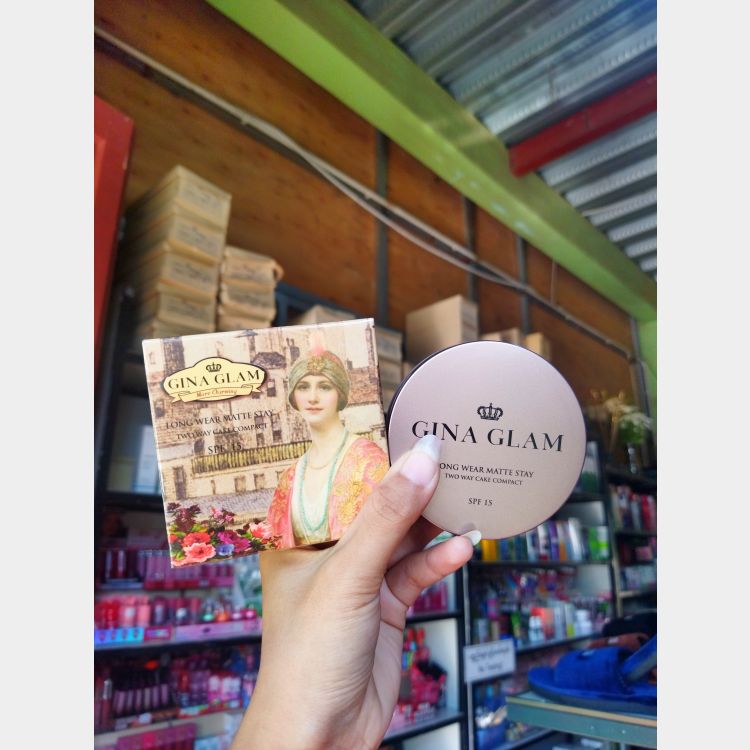 GINA GLAM
More Charming
LONG WEAR MATTE STAY
TWO WAY CAKE COMPACT
SPF 15
GINA GLAM
LONG WEAR MATTE STAY
TWO WAY CAKE COMPACT
SPF 15